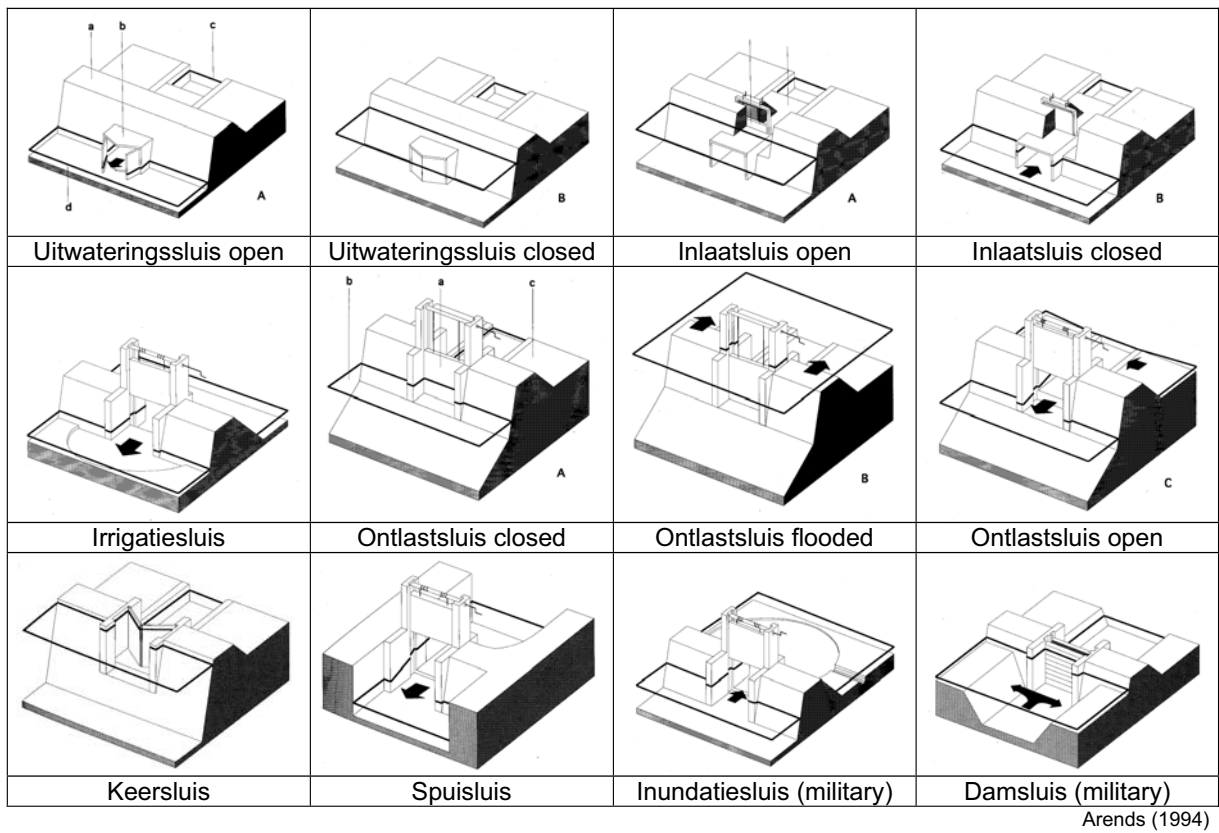 a b c
d
A
B
A
B
Uitwateringssluis open
Uitwateringssluis closed
Inlaatsluis open
Inlaatsluis closed
b a c
A
B
C
Irrigatiesluis
Ontlastsluis closed
Ontlastsluis flooded
Ontlastsluis open
Keersluis
Spuisluis
Inundatiesluis (military)
Damsluis (military)
Arends (1994)